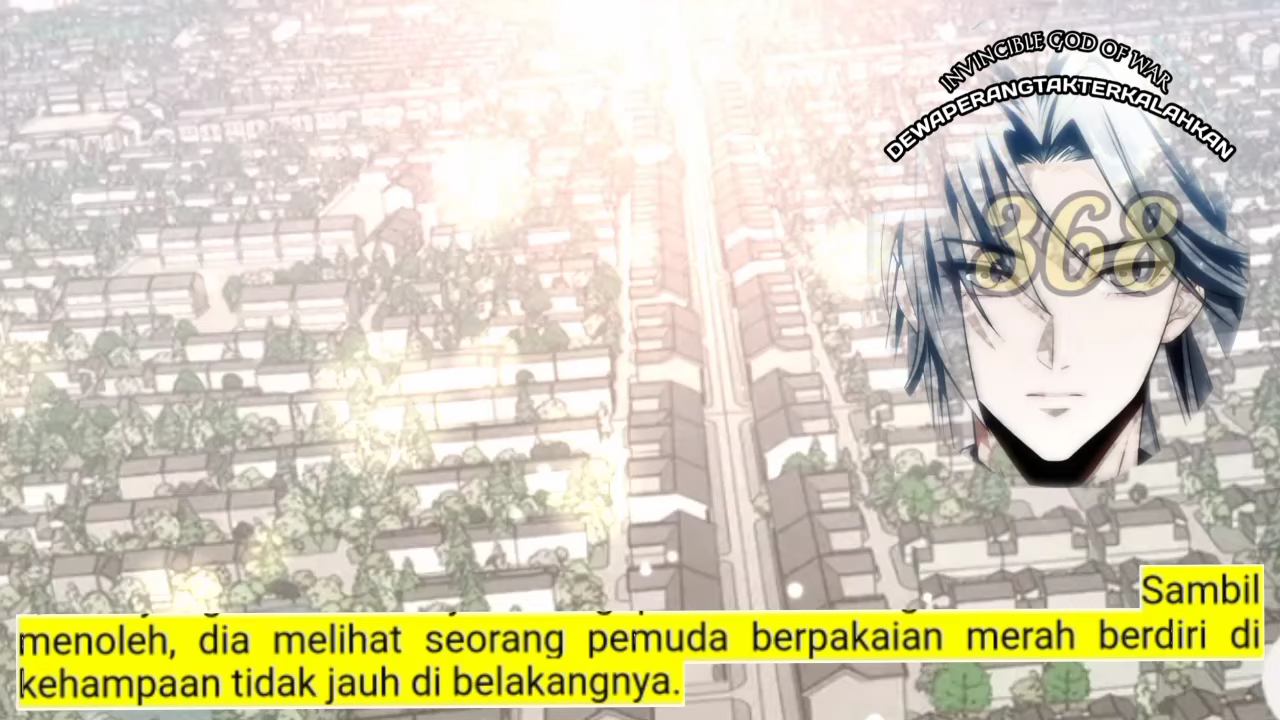 INVINCIBLE GOD OF WAR
DEWAPERANGTAKTERKALAHKAN
368
Sambil
menoleh, dia melihat seorang pemuda berpakaian merah berdiri di
kehampaan tidak jauh di belakangnya.